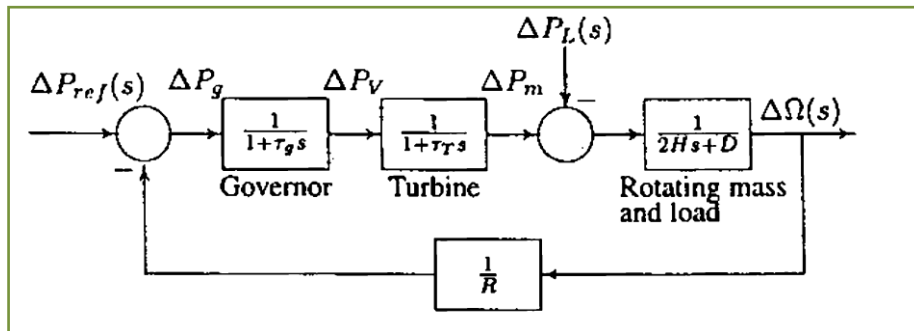 ΔP_L(s)
ΔP_ref(s) ΔP_g ΔP_V ΔP_m − ΔΩ(s)
1/(1+τ_g s) 1/(1+τ_T s) 1/(2Hs+D)
−
Governor Turbine Rotating mass
and load
1/R